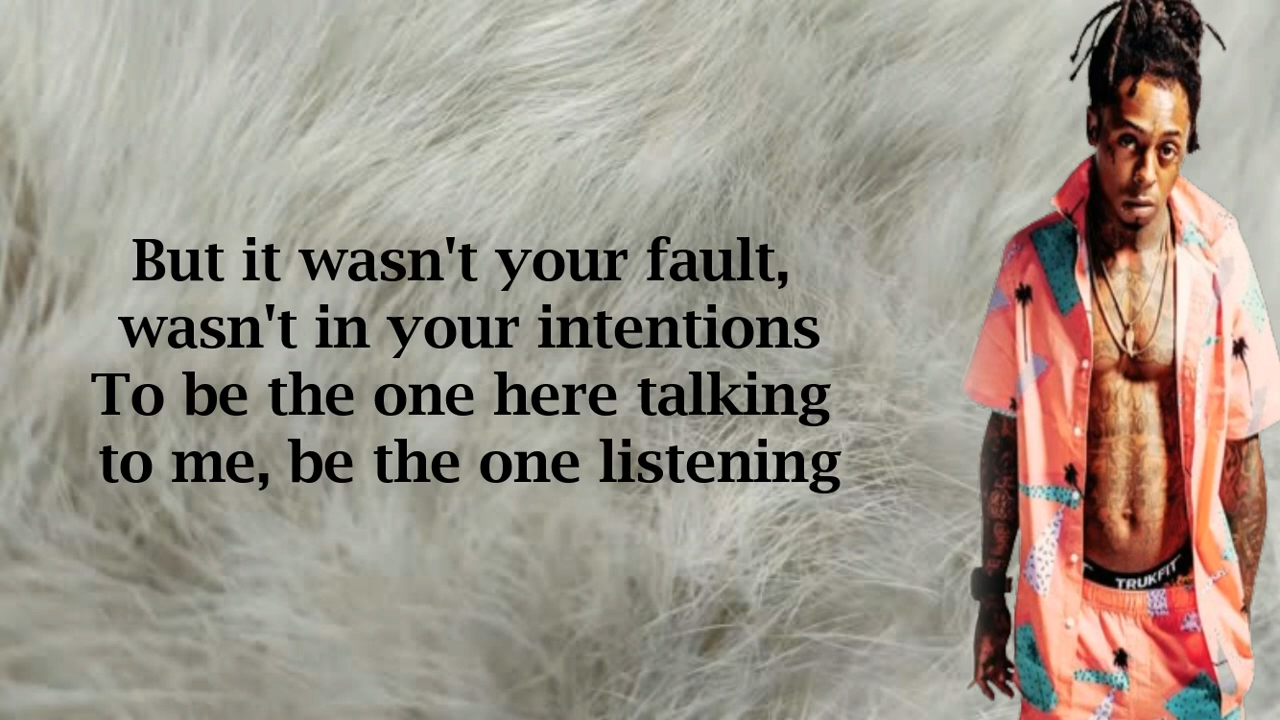 But it wasn't your fault,
wasn't in your intentions
To be the one here talking
to me, be the one listening
TRUKFIT